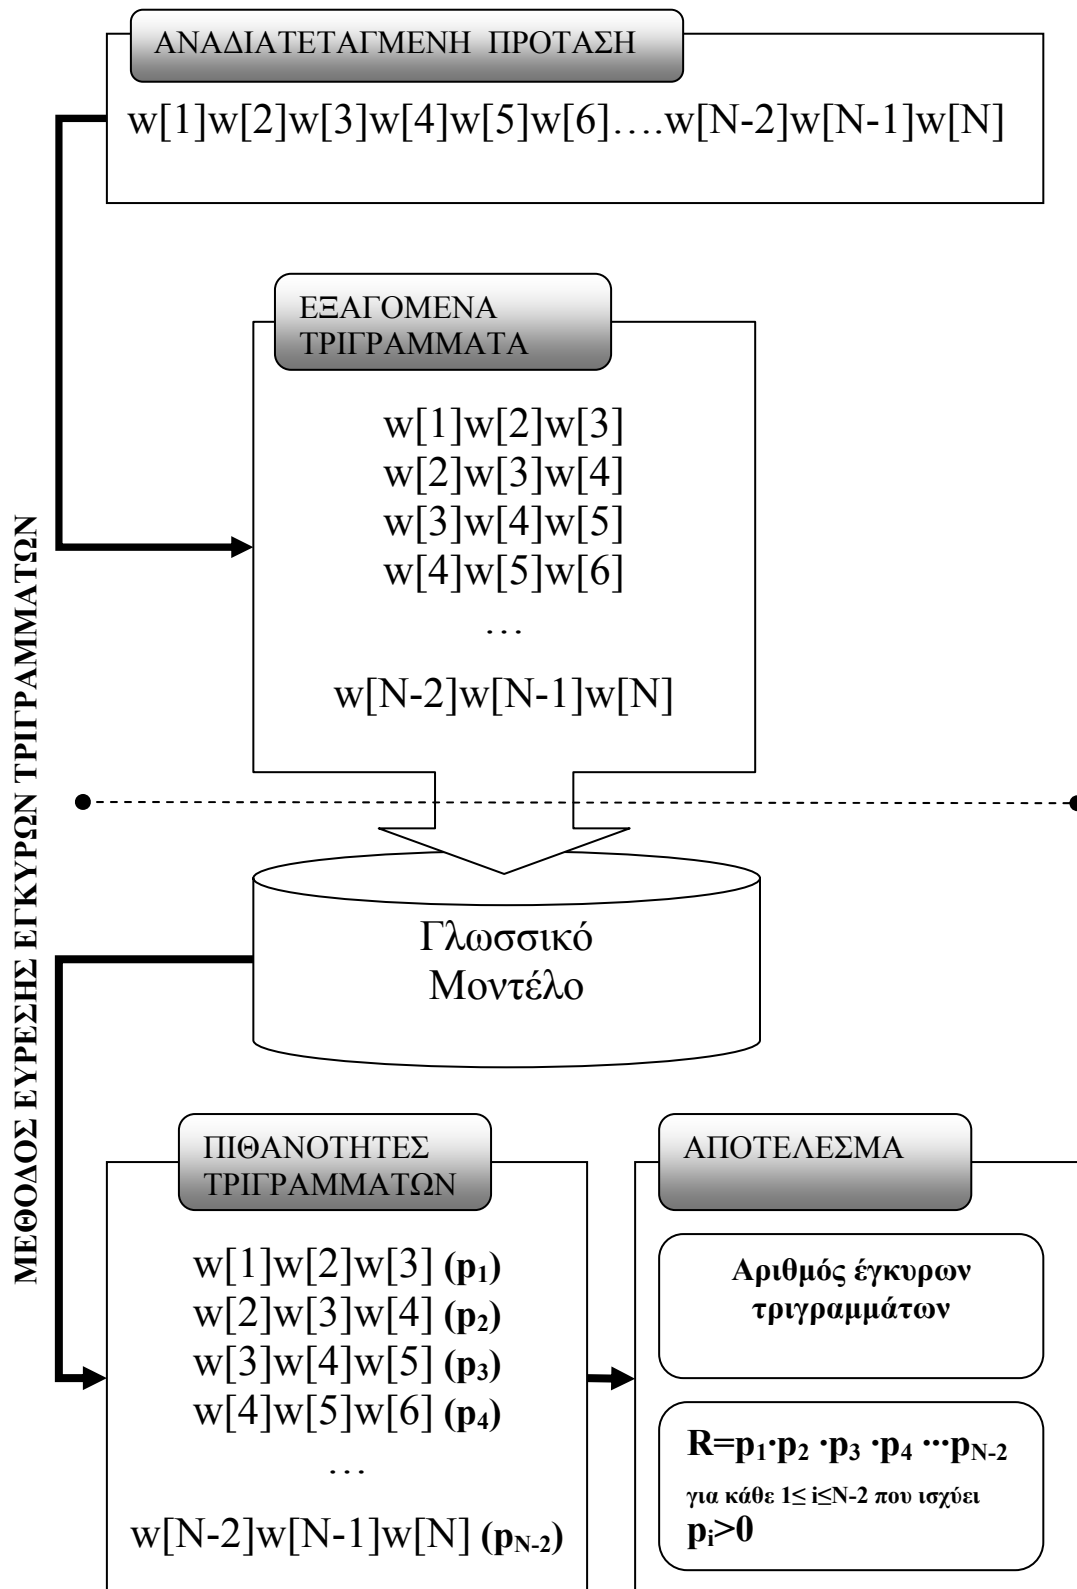 ΑΝΑΔΙΑΤΕΤΑΓΜΕΝΗ ΠΡΟΤΑΣΗ
w[1]w[2]w[3]w[4]w[5]w[6]….w[N-2]w[N-1]w[N]
ΕΞΑΓΟΜΕΝΑ
ΤΡΙΓΡΑΜΜΑΤΑ
w[1]w[2]w[3]
w[2]w[3]w[4]
w[3]w[4]w[5]
w[4]w[5]w[6]
…
w[N-2]w[N-1]w[N]
ΜΕΘΟΔΟΣ ΕΥΡΕΣΗΣ ΕΓΚΥΡΩΝ ΤΡΙΓΡΑΜΜΑΤΩΝ
Γλωσσικό
Μοντέλο
ΠΙΘΑΝΟΤΗΤΕΣ
ΤΡΙΓΡΑΜΜΑΤΩΝ
w[1]w[2]w[3] (p₁)
w[2]w[3]w[4] (p₂)
w[3]w[4]w[5] (p₃)
w[4]w[5]w[6] (p₄)
…
w[N-2]w[N-1]w[N] (p_N-2)
ΑΠΟΤΕΛΕΣΜΑ
Αριθμός έγκυρων
τριγραμμάτων
R=p₁·p₂ ·p₃ ·p₄ ···p_N-2
για κάθε 1≤ i≤N-2 που ισχύει
p_i>0